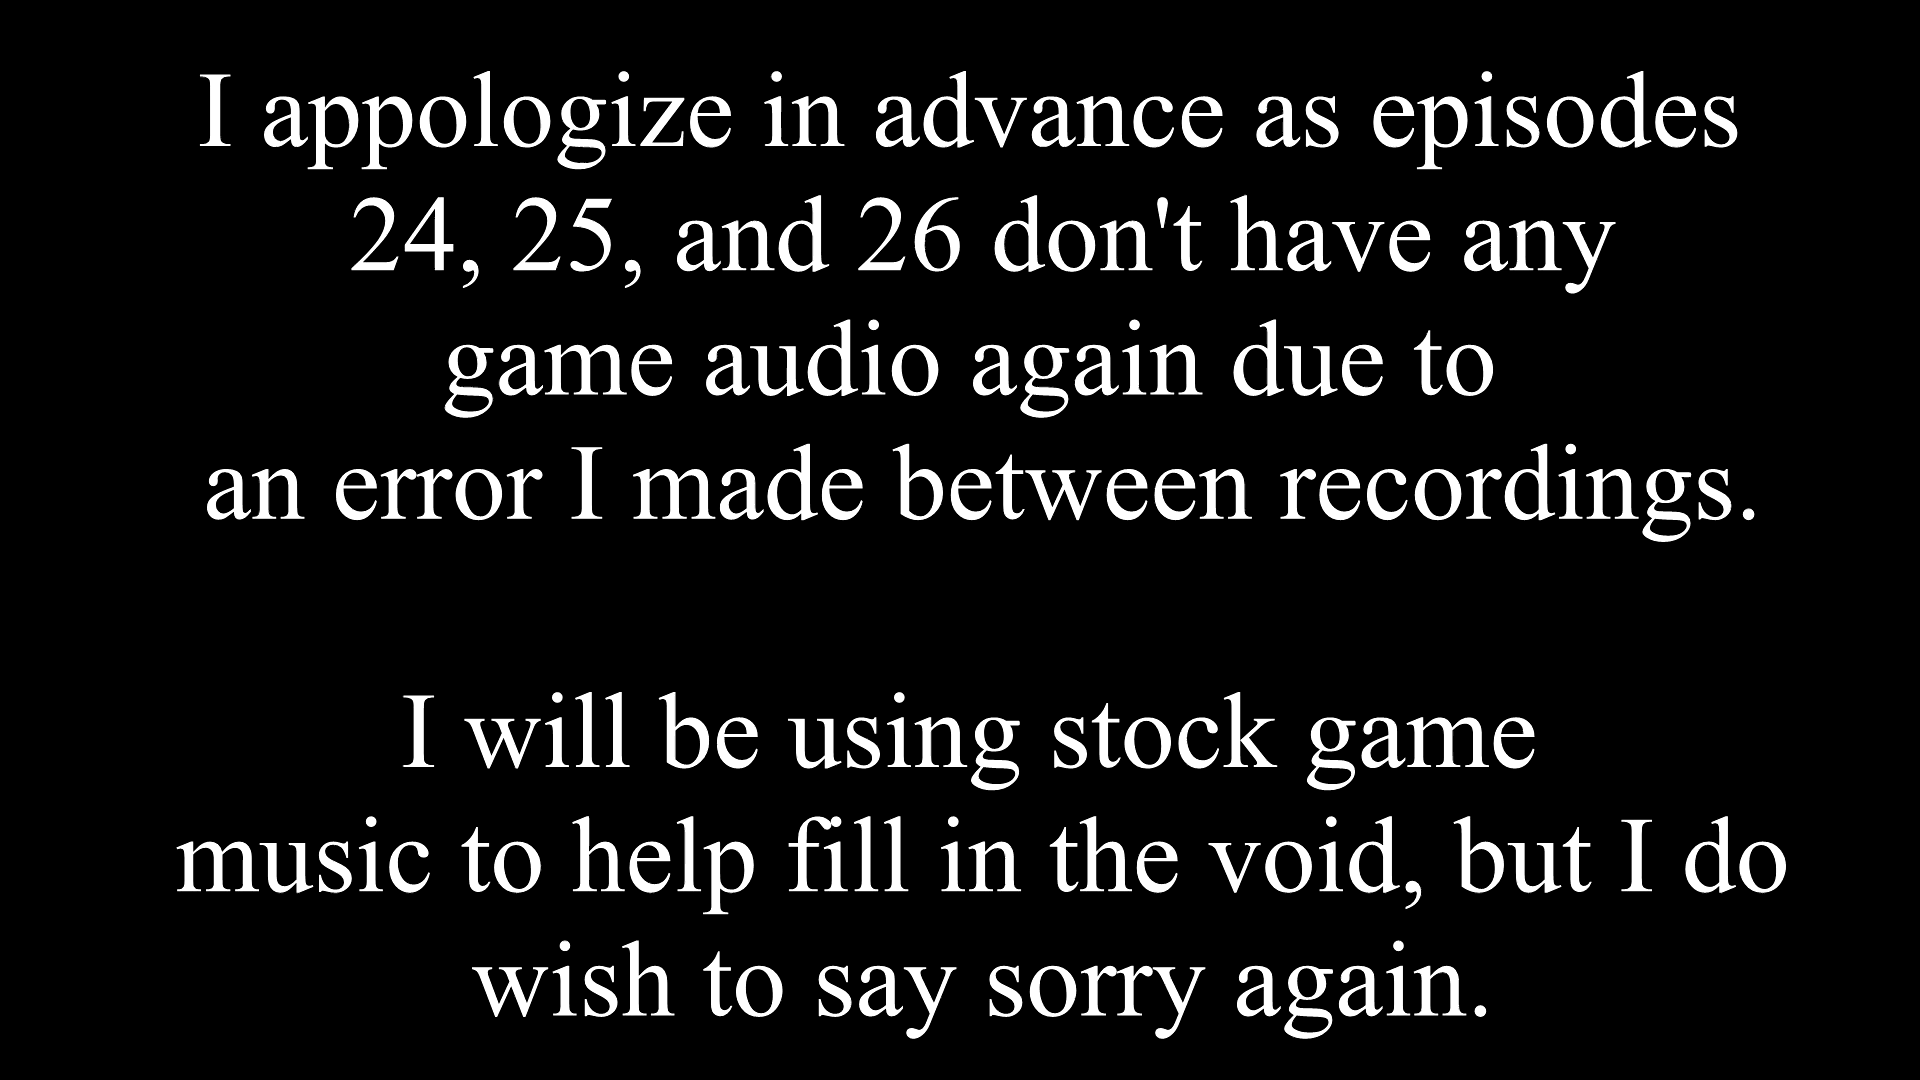 I appologize in advance as episodes
24, 25, and 26 don't have any
game audio again due to
an error I made between recordings.
I will be using stock game
music to help fill in the void, but I do
wish to say sorry again.